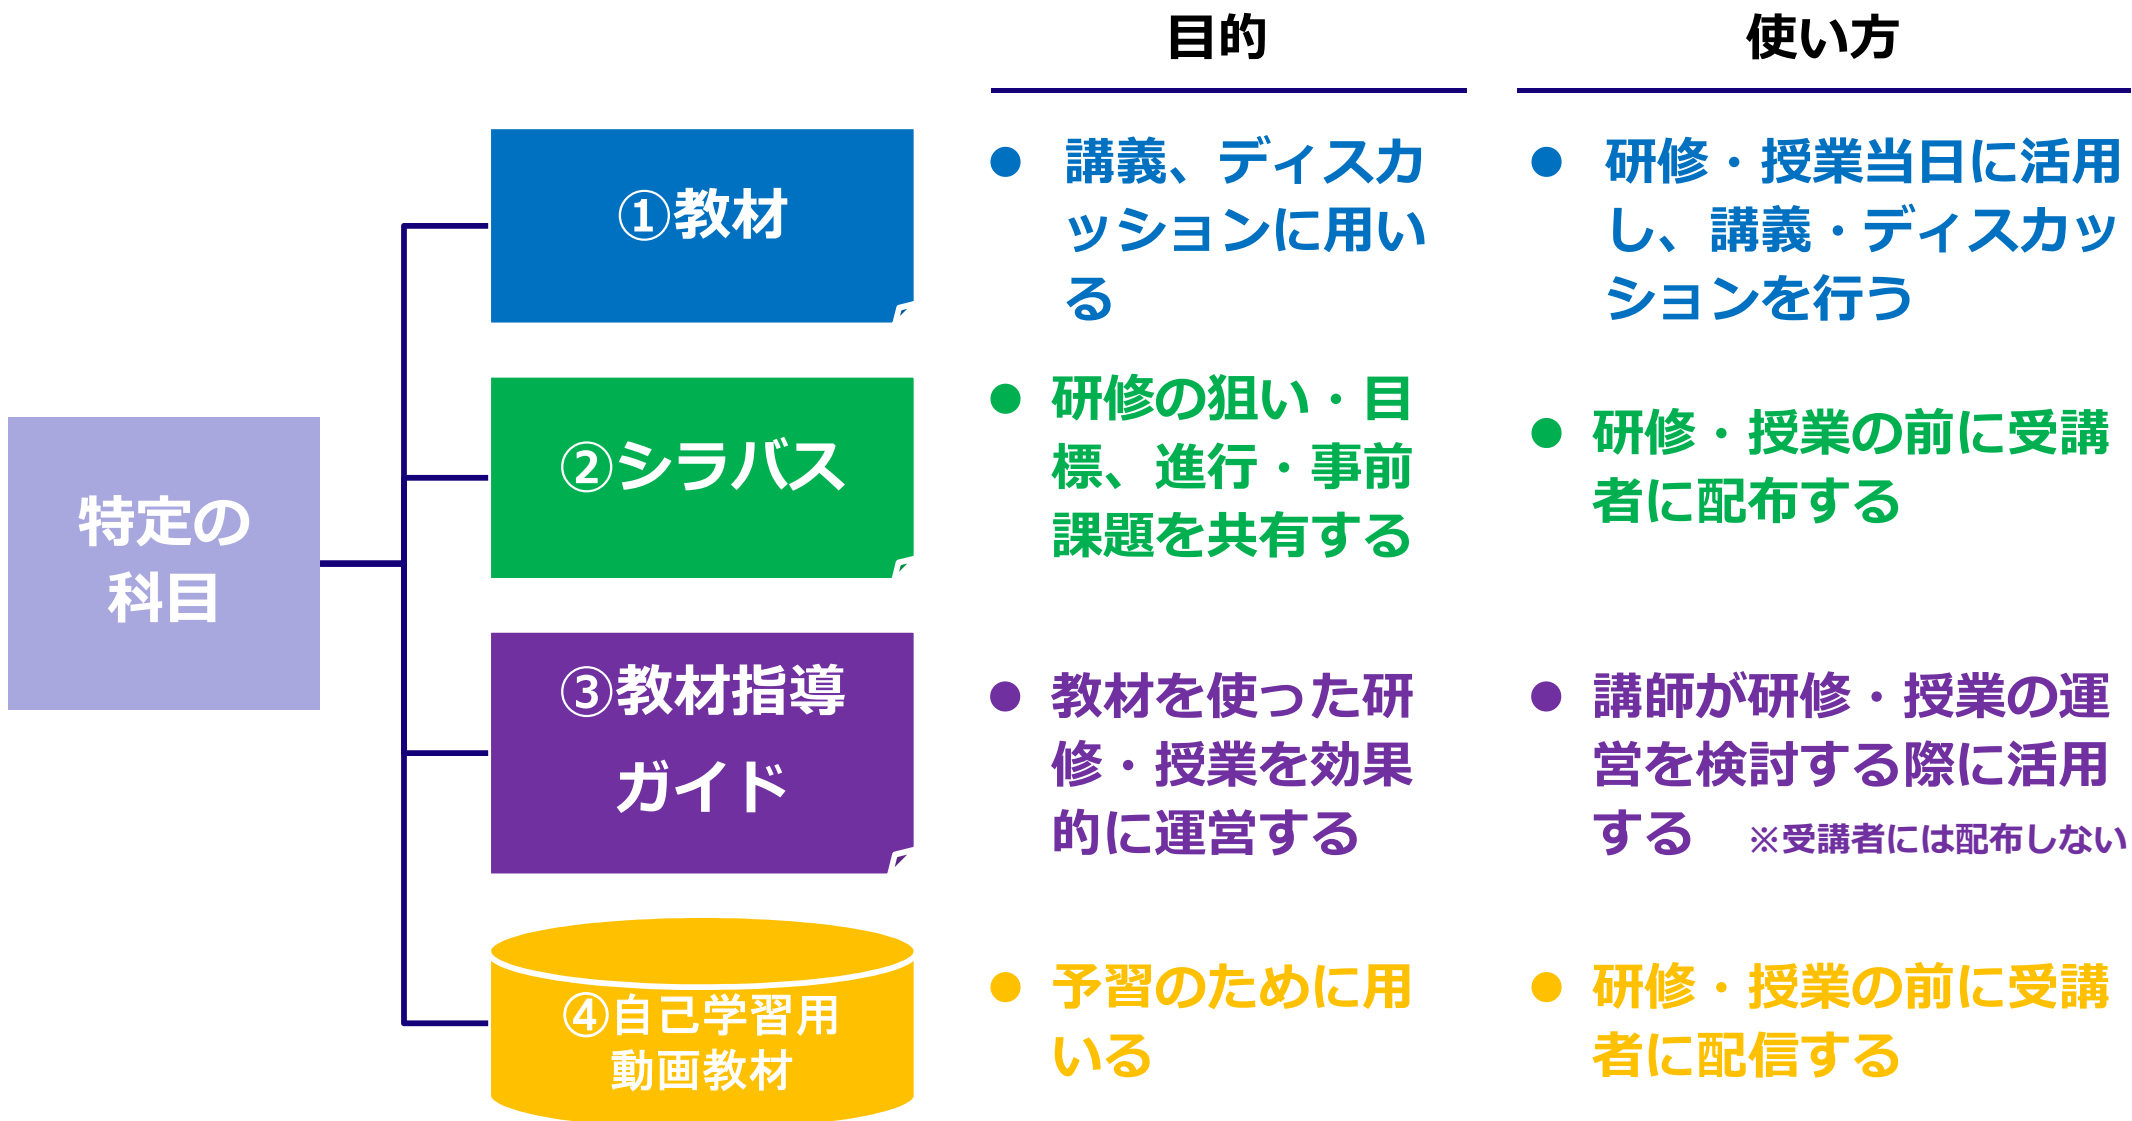 目的
使い方
特定の
科目
①教材
講義、ディスカ
ッションに用い
る
研修・授業当日に活用
し、講義・ディスカッ
ションを行う
②シラバス
研修の狙い・目
標、進行・事前
課題を共有する
研修・授業の前に受講
者に配布する
③教材指導
ガイド
教材を使った研
修・授業を効果
的に運営する
講師が研修・授業の運
営を検討する際に活用
する ※受講者には配布しない
④自己学習用
動画教材
予習のために用
いる
研修・授業の前に受講
者に配信する